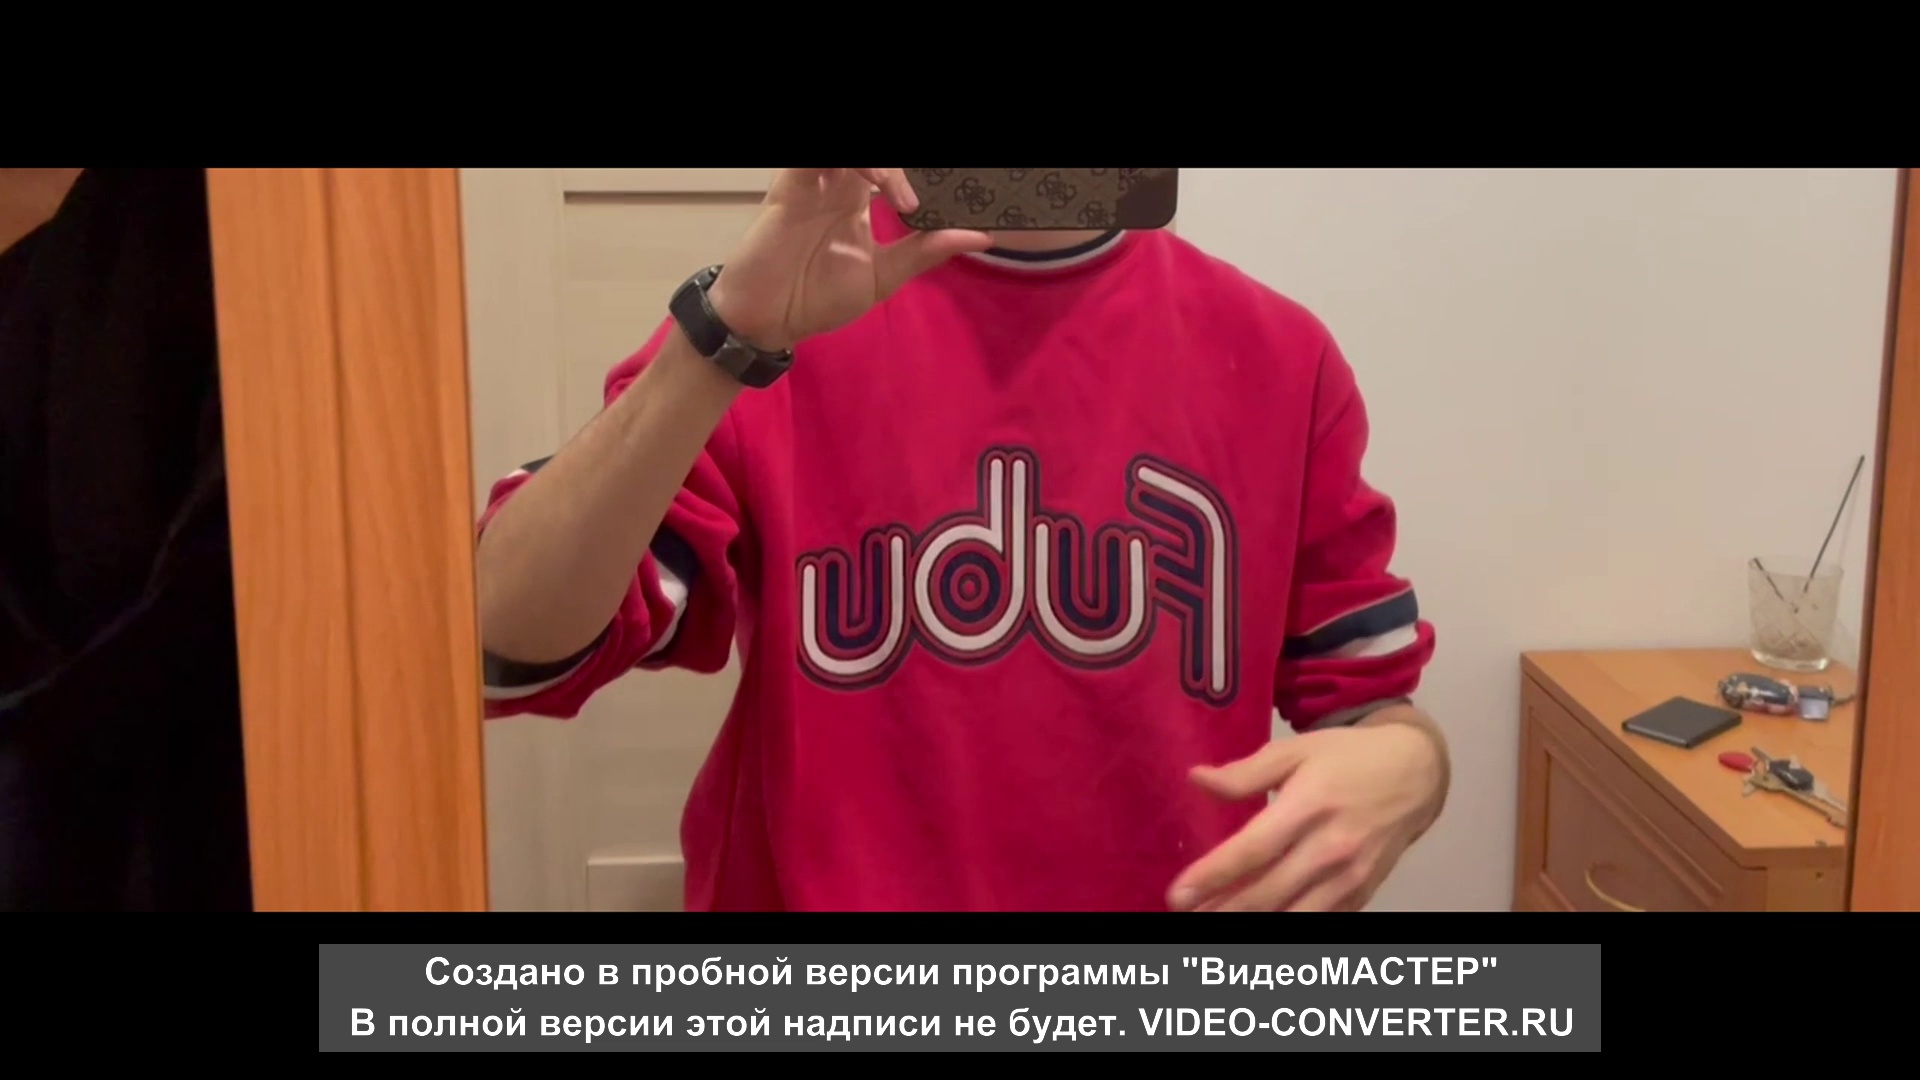 Fubu
Создано в пробной версии программы "ВидеоМАСТЕР"
В полной версии этой надписи не будет. VIDEO-CONVERTER.RU